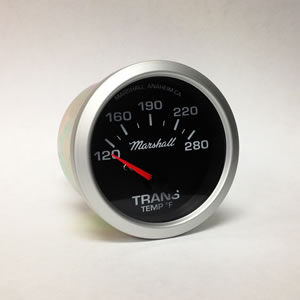 MARSHALL ANAHEIM CA
120 160 190 220 280
Marshall
TRANS
TEMP °F